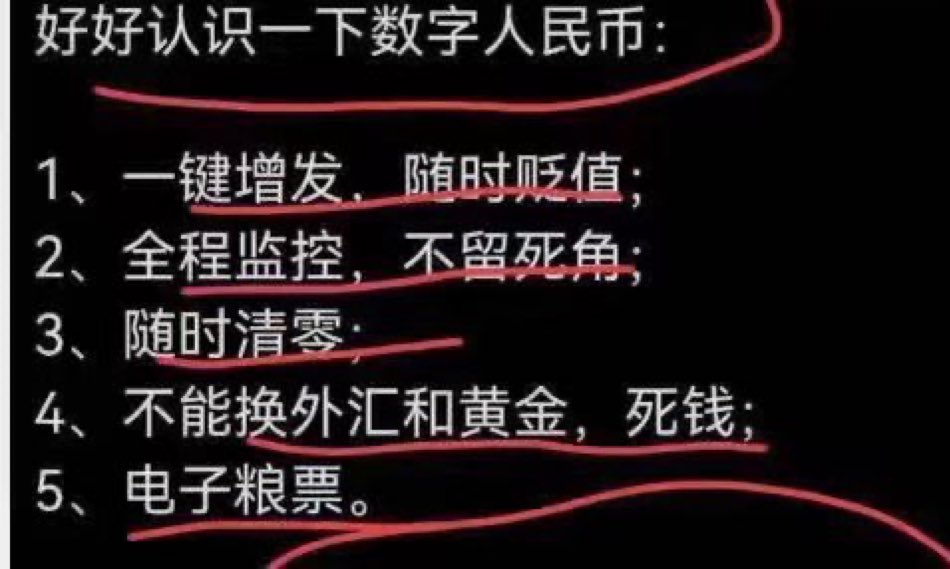 好好认识一下数字人民币：
1、一键增发，随时贬值；
2、全程监控，不留死角；
3、随时清零；
4、不能换外汇和黄金，死钱；
5、电子粮票。